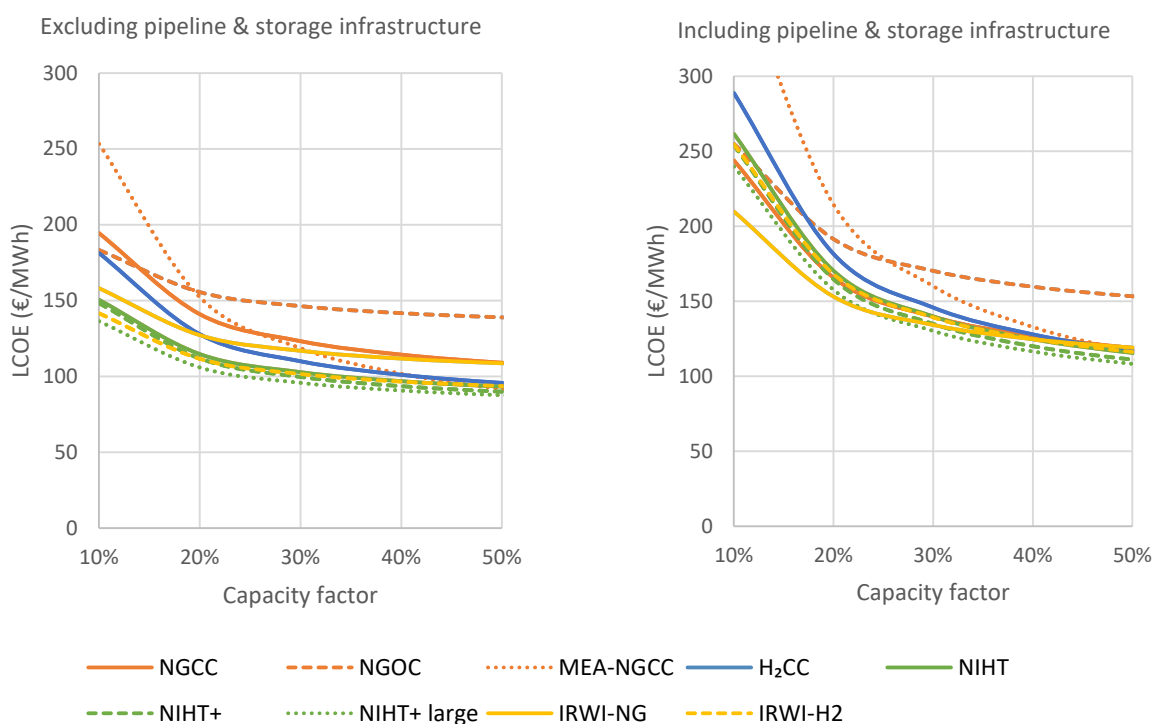 Excluding pipeline & storage infrastructure
300
250
200
150
100
50
0
LCOE (€/MWh)
10% 20% 30% 40% 50%
Capacity factor
Including pipeline & storage infrastructure
300
250
200
150
100
50
0
LCOE (€/MWh)
10% 20% 30% 40% 50%
Capacity factor
NGCC NGOC MEA-NGCC H₂CC NIHT
NIHT+ NIHT+ large IRWI-NG IRWI-H2